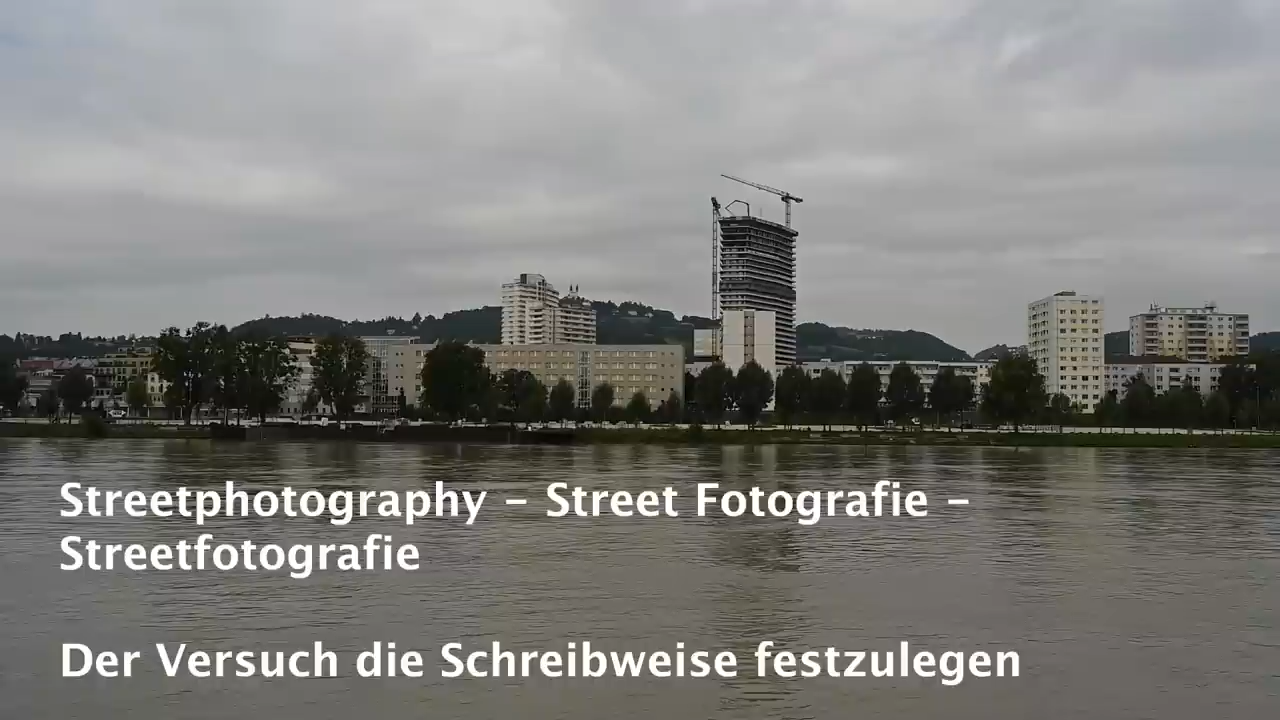 Streetphotography – Street Fotografie –
Streetfotografie
Der Versuch die Schreibweise festzulegen